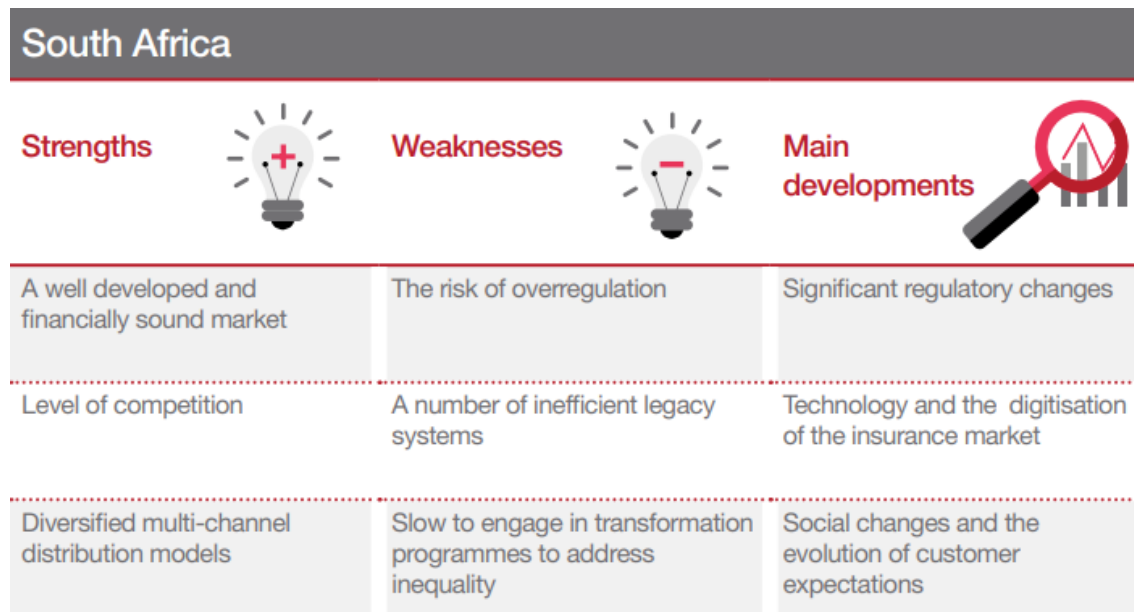 South Africa
Strengths
Weaknesses
Main
developments
A well developed and
financially sound market
The risk of overregulation
Significant regulatory changes
Level of competition
A number of inefficient legacy
systems
Technology and the digitisation
of the insurance market
Diversified multi-channel
distribution models
Slow to engage in transformation
programmes to address
inequality
Social changes and the
evolution of customer
expectations